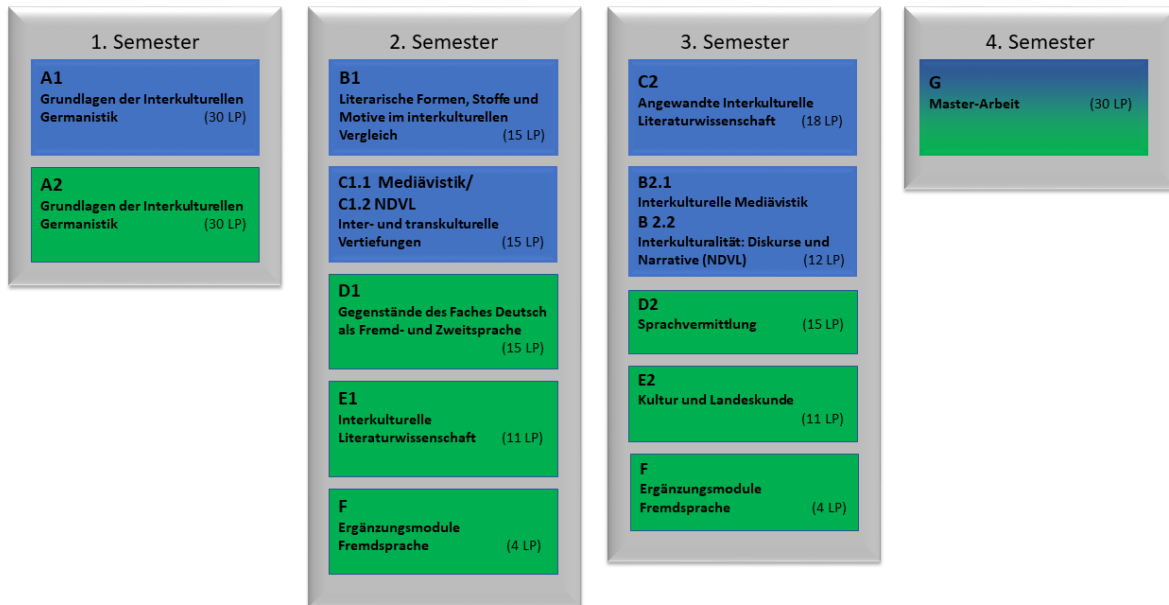 1. Semester
A1
Grundlagen der Interkulturellen
Germanistik (30 LP)
A2
Grundlagen der Interkulturellen
Germanistik (30 LP)
2. Semester
B1
Literarische Formen, Stoffe und
Motive im interkulturellen
Vergleich (15 LP)
C1.1 Mediävistik/
C1.2 NDVL
Inter- und transkulturelle
Vertiefungen (15 LP)
D1
Gegenstände des Faches Deutsch
als Fremd- und Zweitsprache
(15 LP)
E1
Interkulturelle
Literaturwissenschaft (11 LP)
F
Ergänzungsmodule
Fremdsprache (4 LP)
3. Semester
C2
Angewandte Interkulturelle
Literaturwissenschaft (18 LP)
B2.1
Interkulturelle Mediävistik
B 2.2
Interkulturalität: Diskurse und
Narrative (NDVL) (12 LP)
D2
Sprachvermittlung (15 LP)
E2
Kultur und Landeskunde
(11 LP)
F
Ergänzungsmodule
Fremdsprache (4 LP)
4. Semester
G
Master-Arbeit (30 LP)